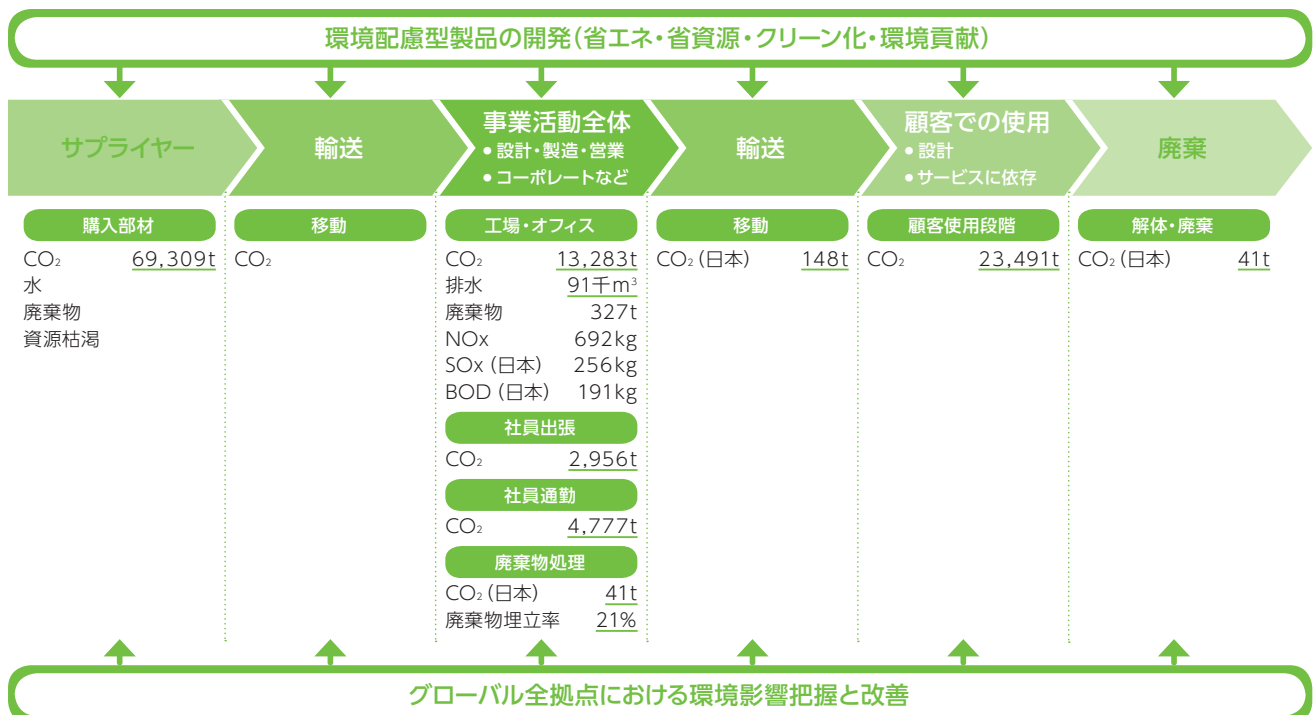 環境配慮型製品の開発(省エネ・省資源・クリーン化・環境貢献)
サプライヤー
輸送
事業活動全体
● 設計・製造・営業
● コーポレートなど
輸送
顧客での使用
● 設計
● サービスに依存
廃棄
購入部材
CO₂ 69,309t
水
廃棄物
資源枯渇
移動
CO₂
工場・オフィス
CO₂ 13,283t
排水 91千m³
廃棄物 327t
NOx 692kg
SOx (日本) 256kg
BOD (日本) 191kg
社員出張
CO₂ 2,956t
社員通勤
CO₂ 4,777t
廃棄物処理
CO₂ (日本) 41t
廃棄物埋立率 21%
移動
CO₂ (日本) 148t
顧客使用段階
CO₂ 23,491t
解体・廃棄
CO₂ (日本) 41t
グローバル全拠点における環境影響把握と改善